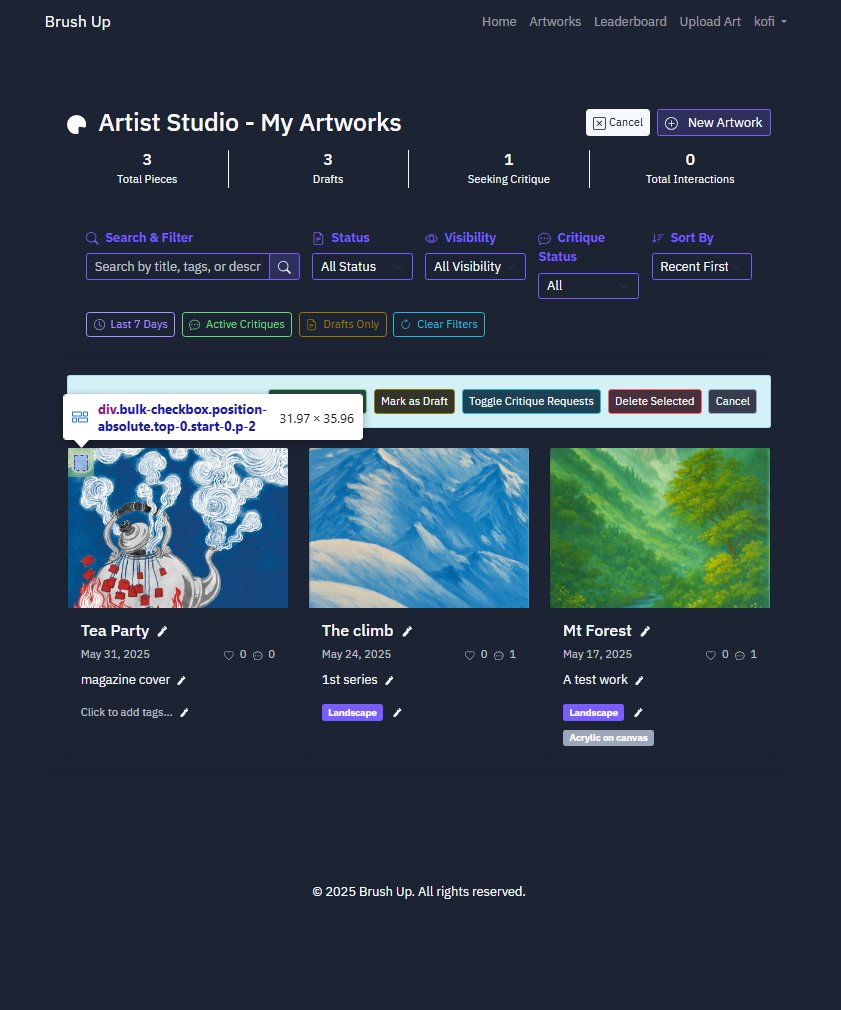 Brush Up
Home Artworks Leaderboard Upload Art kofi
Artist Studio - My Artworks
Cancel
New Artwork
3 3 1 0
Total Pieces Drafts Seeking Critique Total Interactions
Search & Filter
Search by title, tags, or descr
Status
All Status
Visibility
All Visibility
Critique
Status
All
Sort By
Recent First
Last 7 Days Active Critiques Drafts Only Clear Filters
Mark as Draft Toggle Critique Requests Delete Selected Cancel
div.bulk-checkbox.position-
absolute.top-0.start-0.p-2
31.97 × 35.96
Tea Party
May 31, 2025 0 0
magazine cover
Click to add tags...
The climb
May 24, 2025 0 1
1st series
Landscape
Mt Forest
May 17, 2025 0 1
A test work
Landscape
Acrylic on canvas
© 2025 Brush Up. All rights reserved.